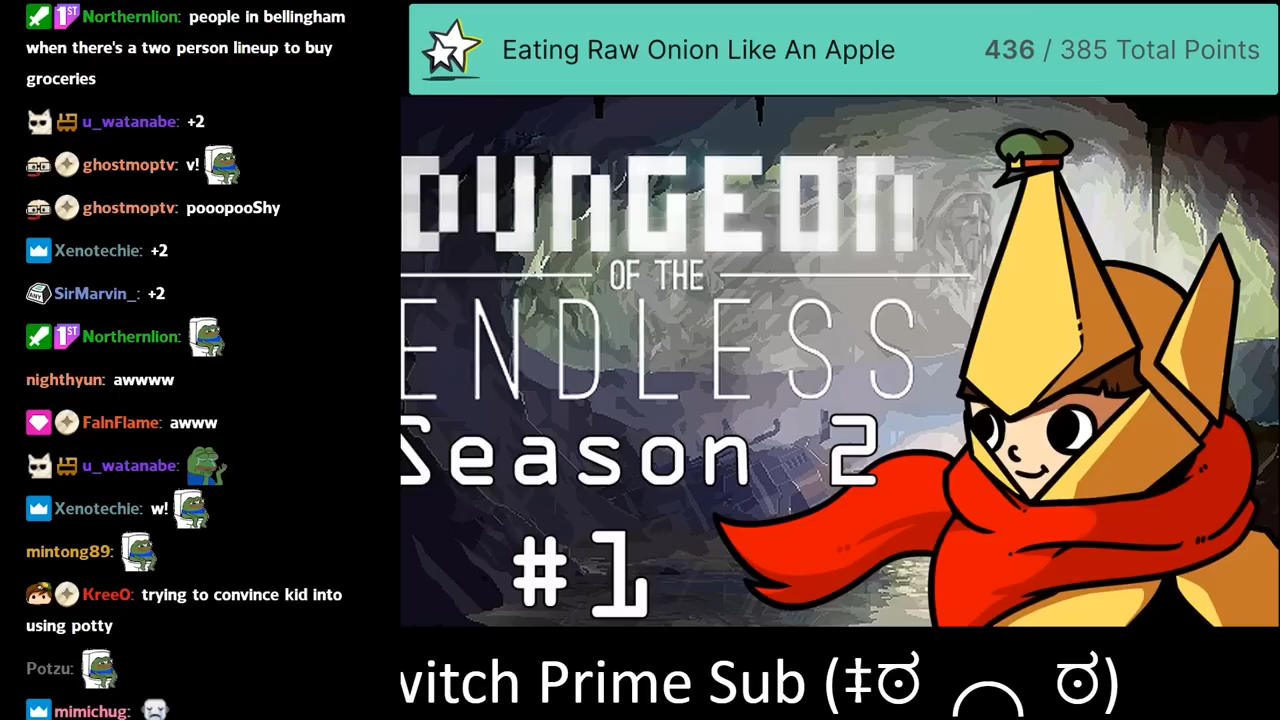 Northernlion: people in bellingham
when there's a two person lineup to buy
groceries
u_watanabe: +2
ghostmoptv: v!
ghostmoptv: pooopooShy
Xenotechie: +2
ANY SirMarvin_: +2
1ST Northernlion:
nighthyun: awwww
FalnFlame: awww
u_watanabe:
Xenotechie: w!
mintong89:
KreeO: trying to convince kid into
using potty
Potzu:
mimichug:
Eating Raw Onion Like An Apple 436 / 385 Total Points
DUNGEON
OF THE
ENDLESS
Season 2
#1
witch Prime Sub (‡ಠ ⁔ ಠ)